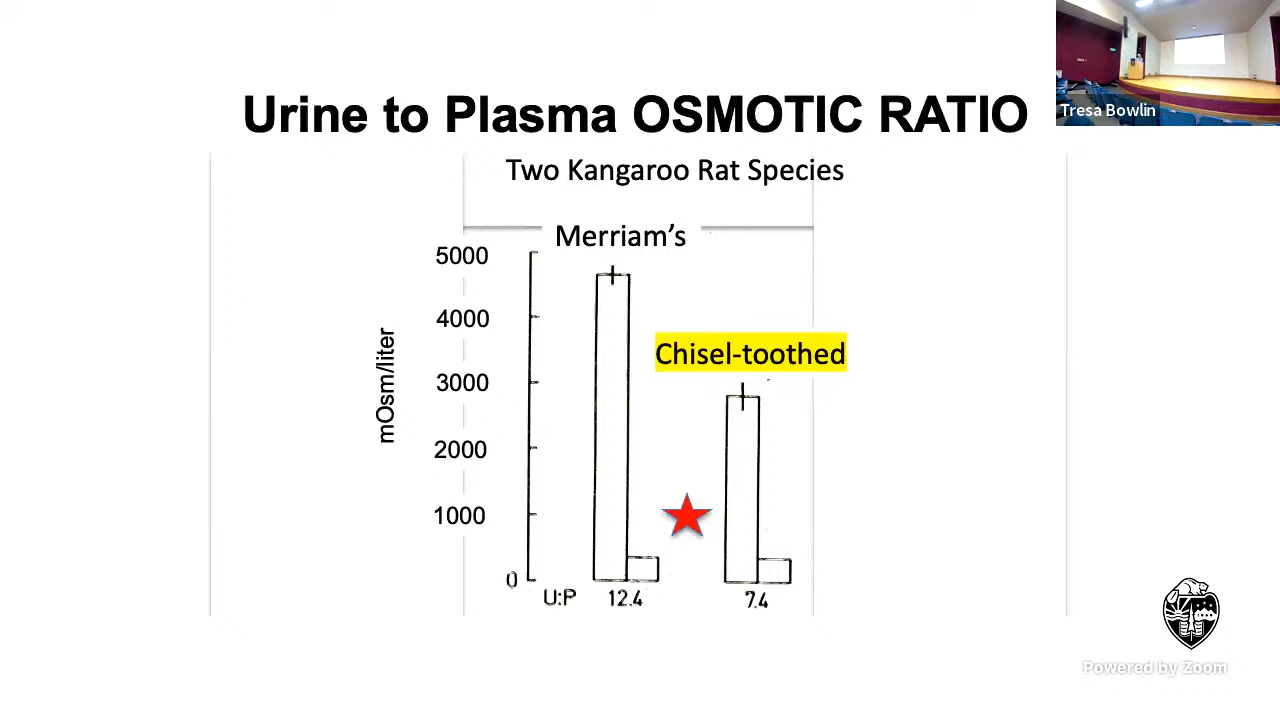 Urine to Plasma OSMOTIC RATIO
Tresa Bowlin
Two Kangaroo Rat Species
Merriam's
Chisel-toothed
mOsm/liter
5000
4000
3000
2000
1000
0
U:P 12.4 7.4
Powered by Zoom